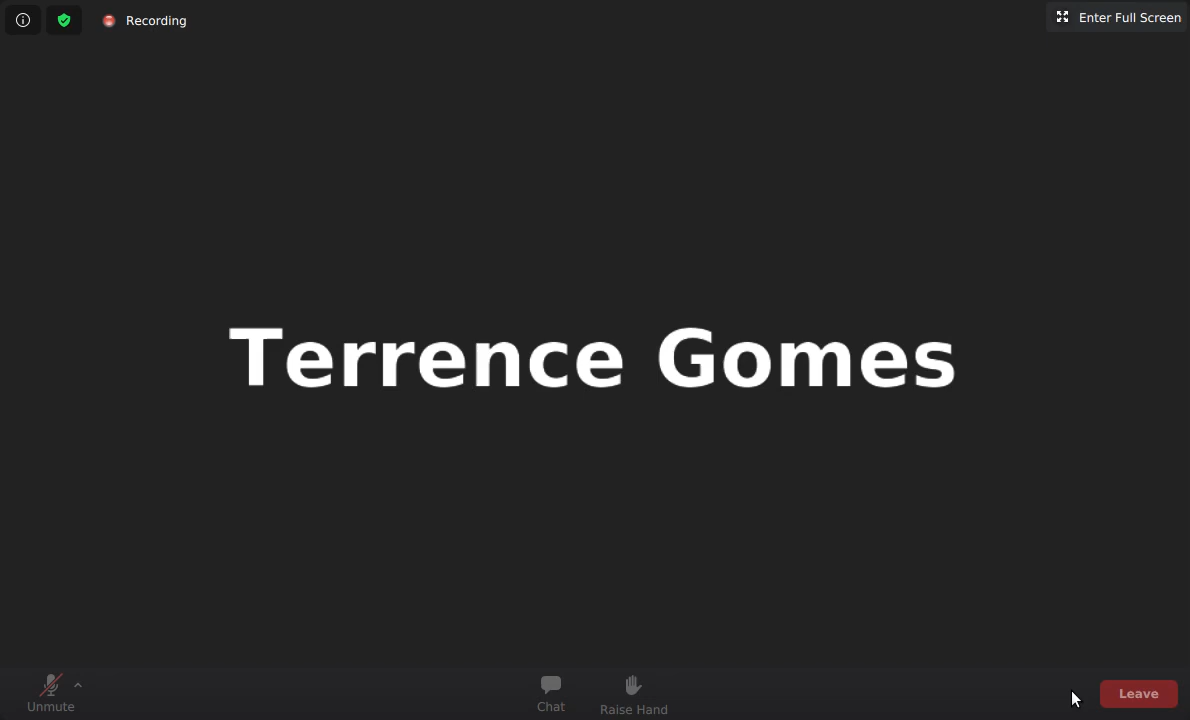 Recording
Enter Full Screen
Terrence Gomes
Unmute
Chat
Raise Hand
Leave